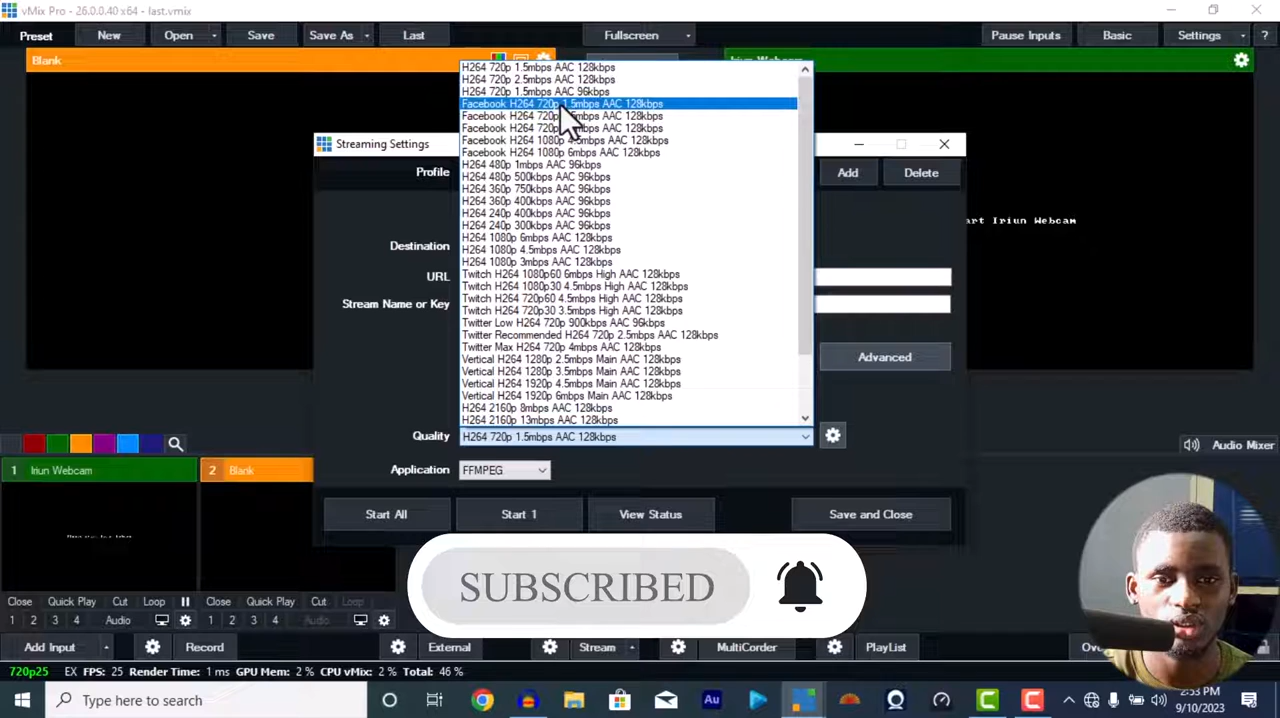 vMix Pro - 26.0.0.40 x64 - last.vmix
Preset New Open Save Save As Last Fullscreen Pause Inputs Basic Settings ?
Blank
H264 720p 1.5mbps AAC 128kbps
H264 720p 2.5mbps AAC 128kbps
H264 720p 1.5mbps AAC 96kbps
Facebook H264 720p 1.5mbps AAC 128kbps
Facebook H264 720p 5mbps AAC 128kbps
Facebook H264 720p mbps AAC 128kbps
Facebook H264 1080p 4.5mbps AAC 128kbps
Facebook H264 1080p 6mbps AAC 128kbps
H264 480p 1mbps AAC 96kbps
H264 480p 500kbps AAC 96kbps
H264 360p 750kbps AAC 96kbps
H264 360p 400kbps AAC 96kbps
H264 240p 400kbps AAC 96kbps
H264 240p 300kbps AAC 96kbps
H264 1080p 6mbps AAC 128kbps
H264 1080p 4.5mbps AAC 128kbps
H264 1080p 3mbps AAC 128kbps
Twitch H264 1080p60 6mbps High AAC 128kbps
Twitch H264 1080p30 4.5mbps High AAC 128kbps
Twitch H264 720p60 4.5mbps High AAC 128kbps
Twitch H264 720p30 3.5mbps High AAC 128kbps
Twitter Low H264 720p 900kbps AAC 96kbps
Twitter Recommended H264 720p 2.5mbps AAC 128kbps
Twitter Max H264 720p 4mbps AAC 128kbps
Vertical H264 1280p 2.5mbps Main AAC 128kbps
Vertical H264 1280p 3.5mbps Main AAC 128kbps
Vertical H264 1920p 4.5mbps Main AAC 128kbps
Vertical H264 1920p 6mbps Main AAC 128kbps
H264 2160p 8mbps AAC 128kbps
H264 2160p 13mbps AAC 128kbps
Streaming Settings
Profile Add Delete
Destination
URL
Stream Name or Key
Advanced
art Iriun Webcam
Quality H264 720p 1.5mbps AAC 128kbps
Application FFMPEG
Start All Start 1 View Status Save and Close
Audio Mixer
1 Iriun Webcam 2 Blank
SUBSCRIBED
Close Quick Play Cut Loop Close Quick Play Cut Loop
1 2 3 4 Audio 1 2 3 4 Audio
Add Input Record External Stream MultiCorder PlayList
720p25 EX FPS: 25 Render Time: 1 ms GPU Mem: 2 % CPU vMix: 2 % Total: 46 %
Type here to search
Au
2:53 PM
9/10/2023